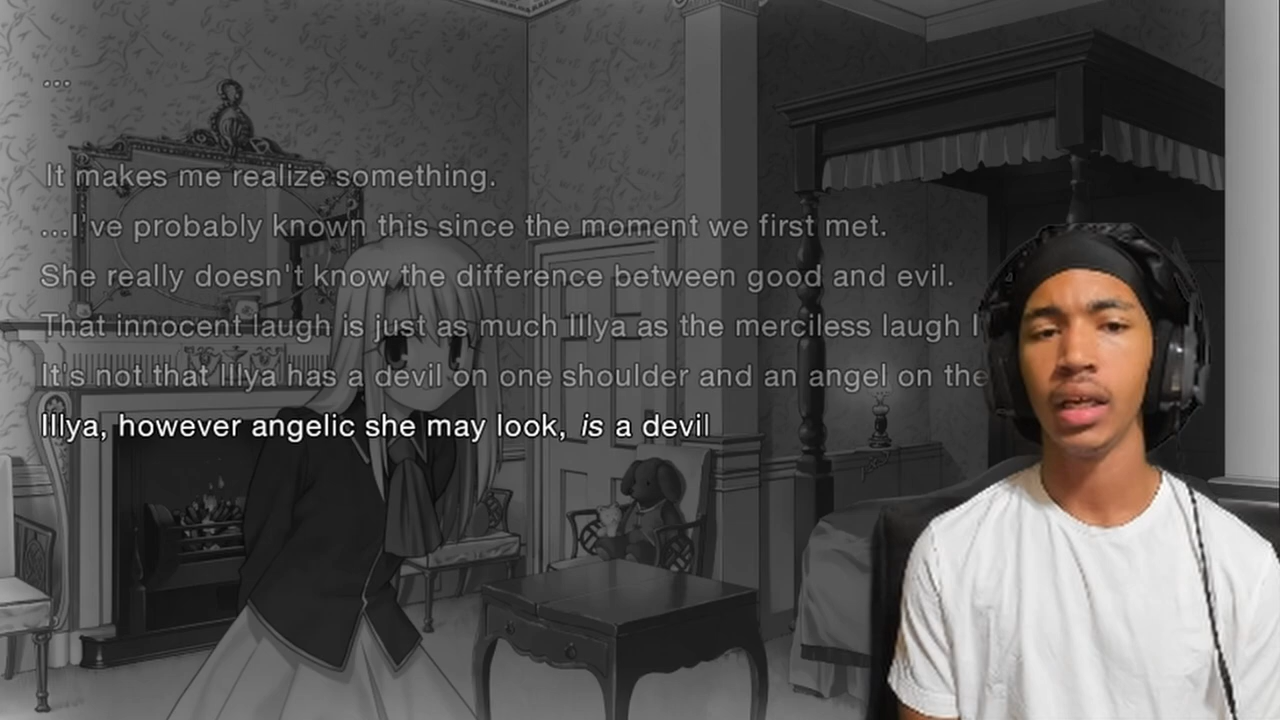 ...
It makes me realize something.
...I've probably known this since the moment we first met.
She really doesn't know the difference between good and evil.
That innocent laugh is just as much Illya as the merciless laugh I
It's not that Illya has a devil on one shoulder and an angel on the
Illya, however angelic she may look, is a devil